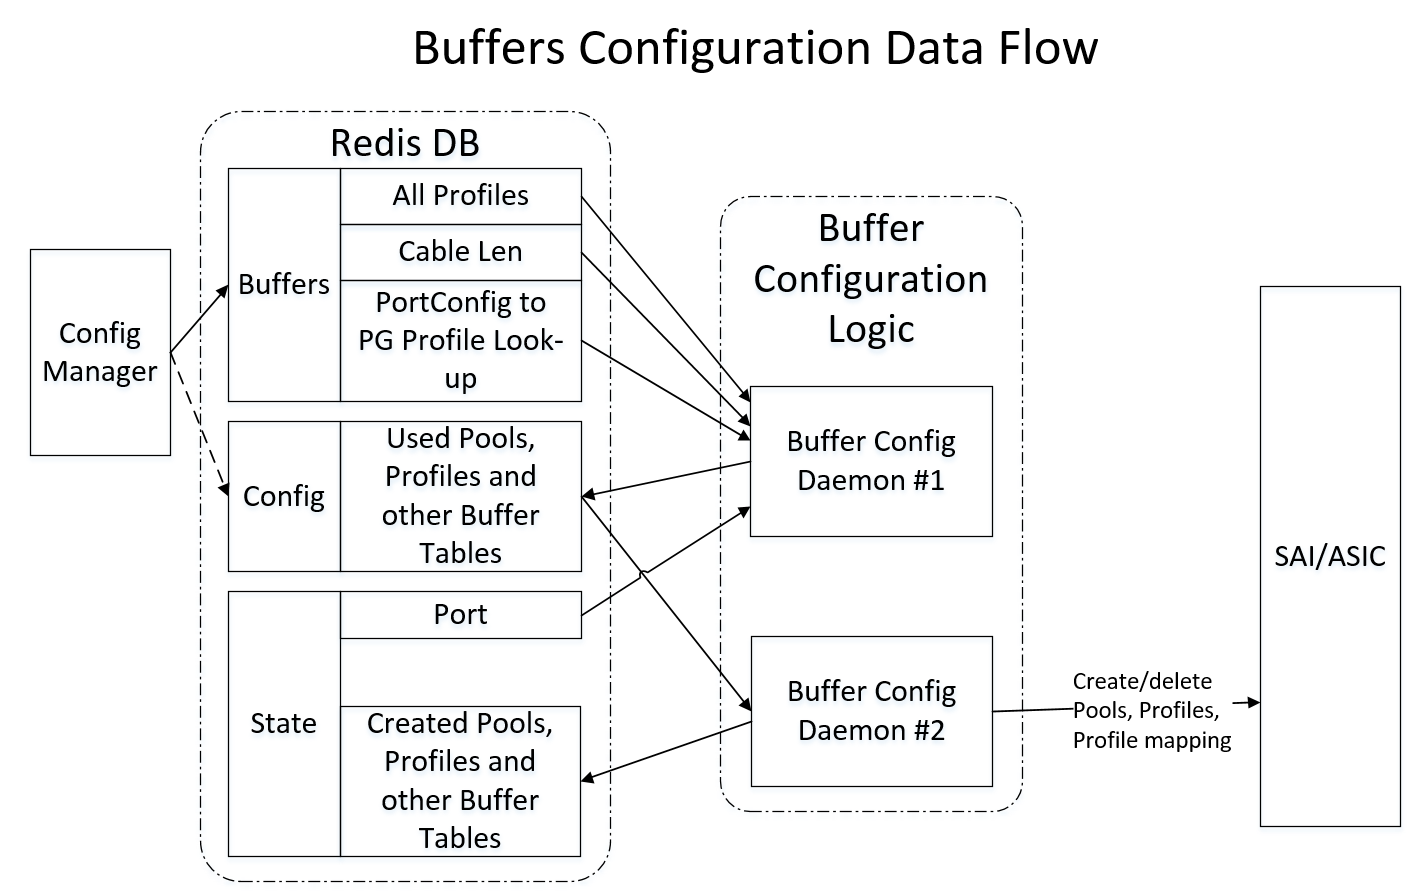 Buffers Configuration Data Flow
Redis DB
Config
Manager
Buffers
All Profiles
Cable Len
PortConfig to
PG Profile Look-
up
Config
Used Pools,
Profiles and
other Buffer
Tables
State
Port
Created Pools,
Profiles and
other Buffer
Tables
Buffer
Configuration
Logic
Buffer Config
Daemon #1
Buffer Config
Daemon #2
Create/delete
Pools, Profiles,
Profile mapping
SAI/ASIC